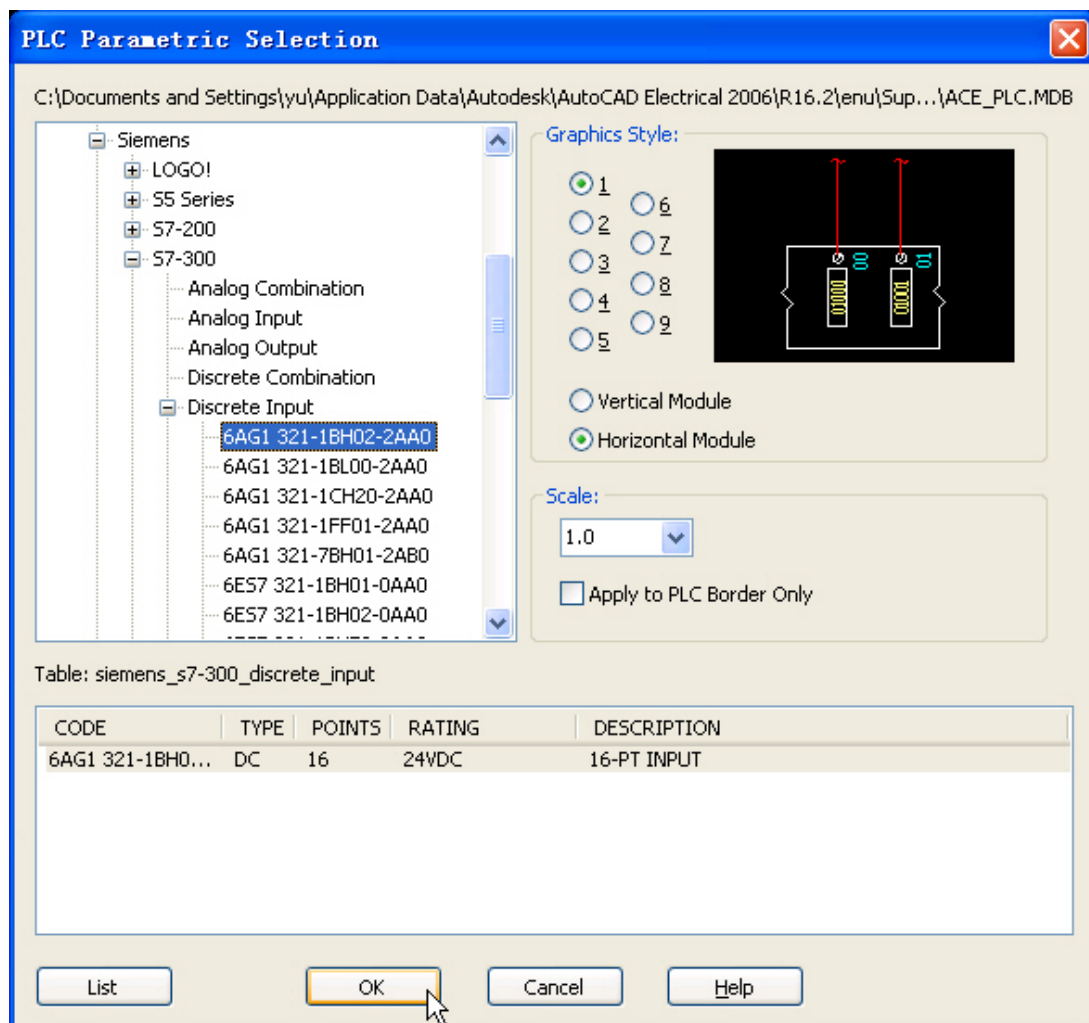 PLC Parametric Selection
C:\Documents and Settings\yu\Application Data\Autodesk\AutoCAD Electrical 2006\R16.2\enu\Sup...\ACE_PLC.MDB
Siemens
LOGO!
S5 Series
S7-200
S7-300
Analog Combination
Analog Input
Analog Output
Discrete Combination
Discrete Input
6AG1 321-1BH02-2AA0
6AG1 321-1BL00-2AA0
6AG1 321-1CH20-2AA0
6AG1 321-1FF01-2AA0
6AG1 321-7BH01-2AB0
6ES7 321-1BH01-0AA0
6ES7 321-1BH02-0AA0
Graphics Style:
1
2
3
4
5
6
7
8
9
00
01
01000
01001
Vertical Module
Horizontal Module
Scale:
1.0
Apply to PLC Border Only
Table: siemens_s7-300_discrete_input
CODE TYPE POINTS RATING DESCRIPTION
6AG1 321-1BH0... DC 16 24VDC 16-PT INPUT
List OK Cancel Help